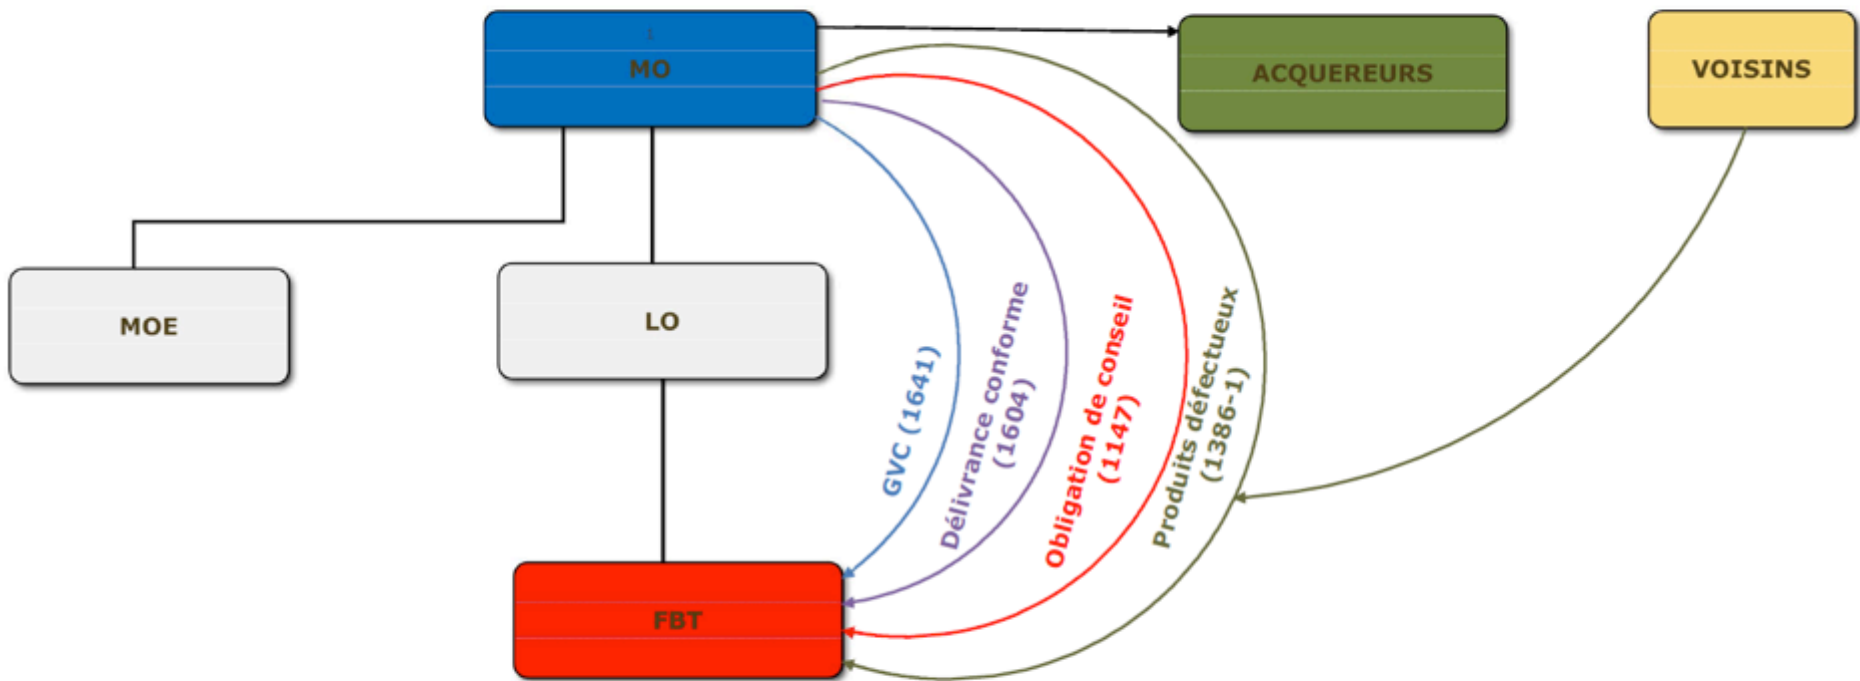 1
MO
ACQUEREURS
VOISINS
MOE
LO
GVC (1641)
Délivrance conforme
(1604)
Obligation de conseil
(1147)
Produits défectueux
(1386-1)
FBT